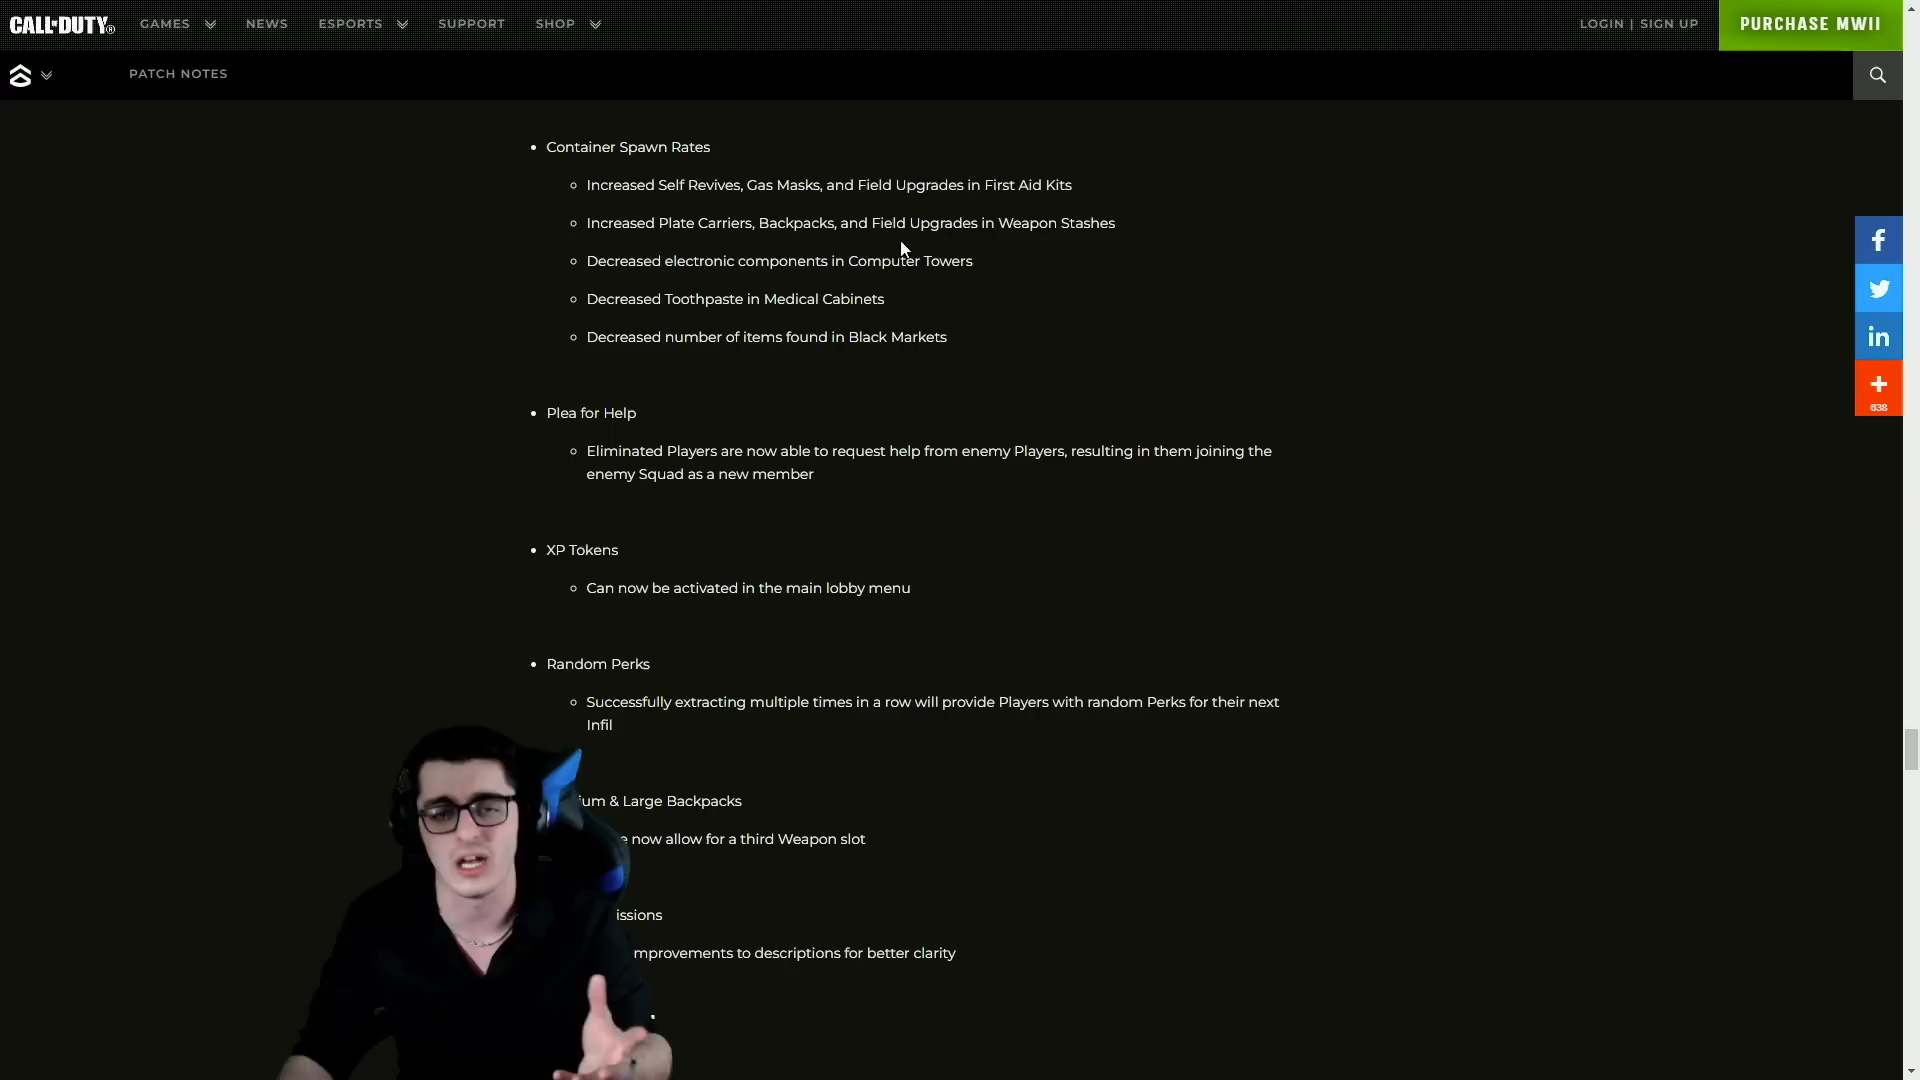 CALL OF DUTY®
GAMES
NEWS
ESPORTS
SUPPORT
SHOP
LOGIN | SIGN UP
PURCHASE MWII
PATCH NOTES
Container Spawn Rates
Increased Self Revives, Gas Masks, and Field Upgrades in First Aid Kits
Increased Plate Carriers, Backpacks, and Field Upgrades in Weapon Stashes
Decreased electronic components in Computer Towers
Decreased Toothpaste in Medical Cabinets
Decreased number of items found in Black Markets
Plea for Help
Eliminated Players are now able to request help from enemy Players, resulting in them joining the
enemy Squad as a new member
XP Tokens
Can now be activated in the main lobby menu
Random Perks
Successfully extracting multiple times in a row will provide Players with random Perks for their next
Infil
ium & Large Backpacks
e now allow for a third Weapon slot
issions
mprovements to descriptions for better clarity
f
in
638